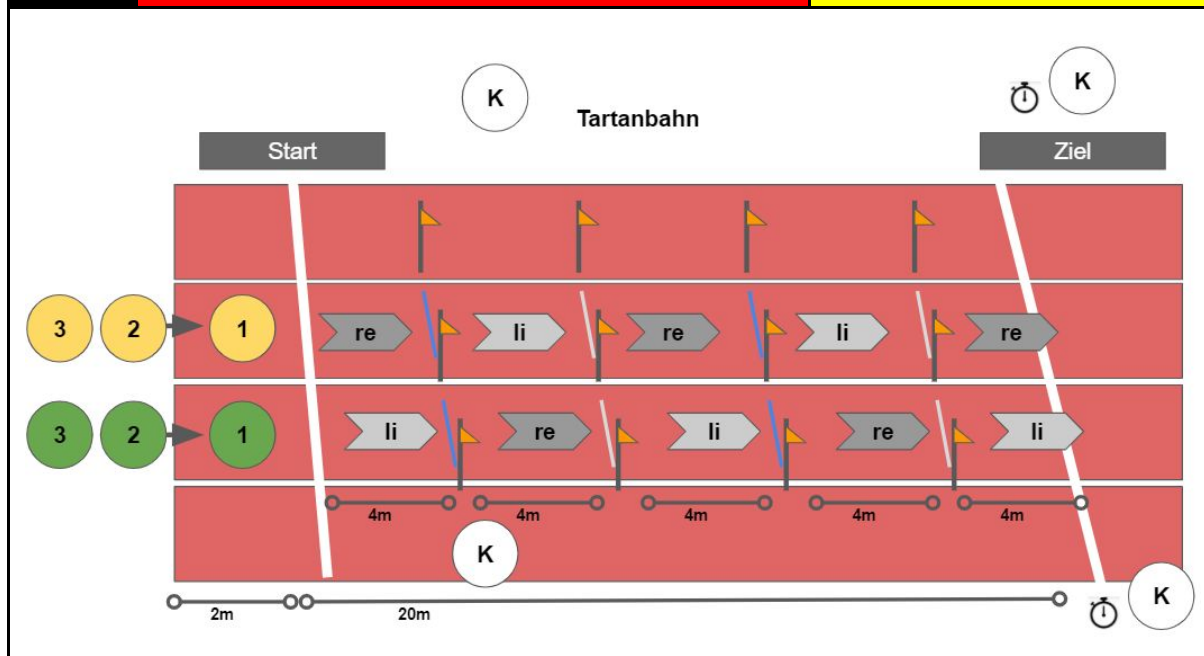 K
K
Tartanbahn
Start
Ziel
3 2 1 re li re li re
3 2 1 li re li re li
4m 4m 4m 4m 4m
K
2m 20m
K